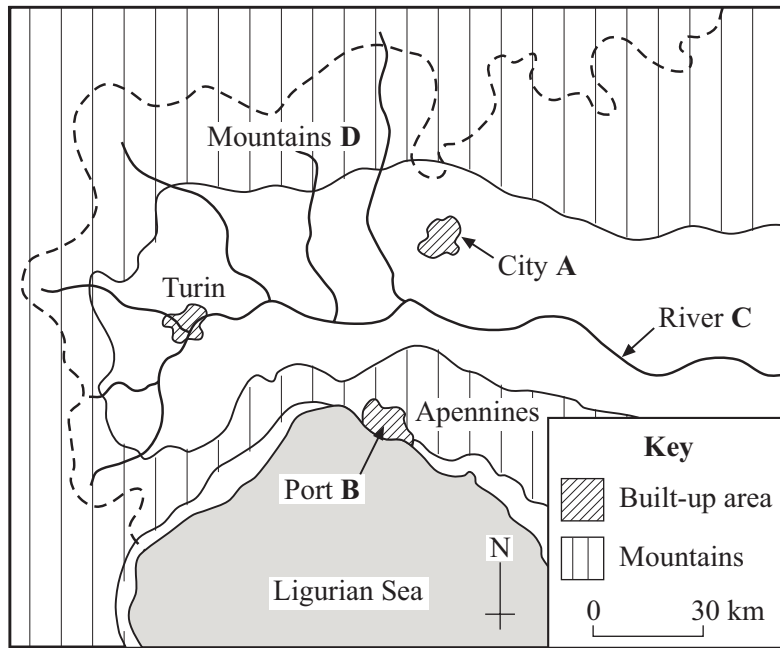 Mountains D
City A
Turin
River C
Apennines
Port B
Ligurian Sea
N
Key
Built-up area
Mountains
0 30 km